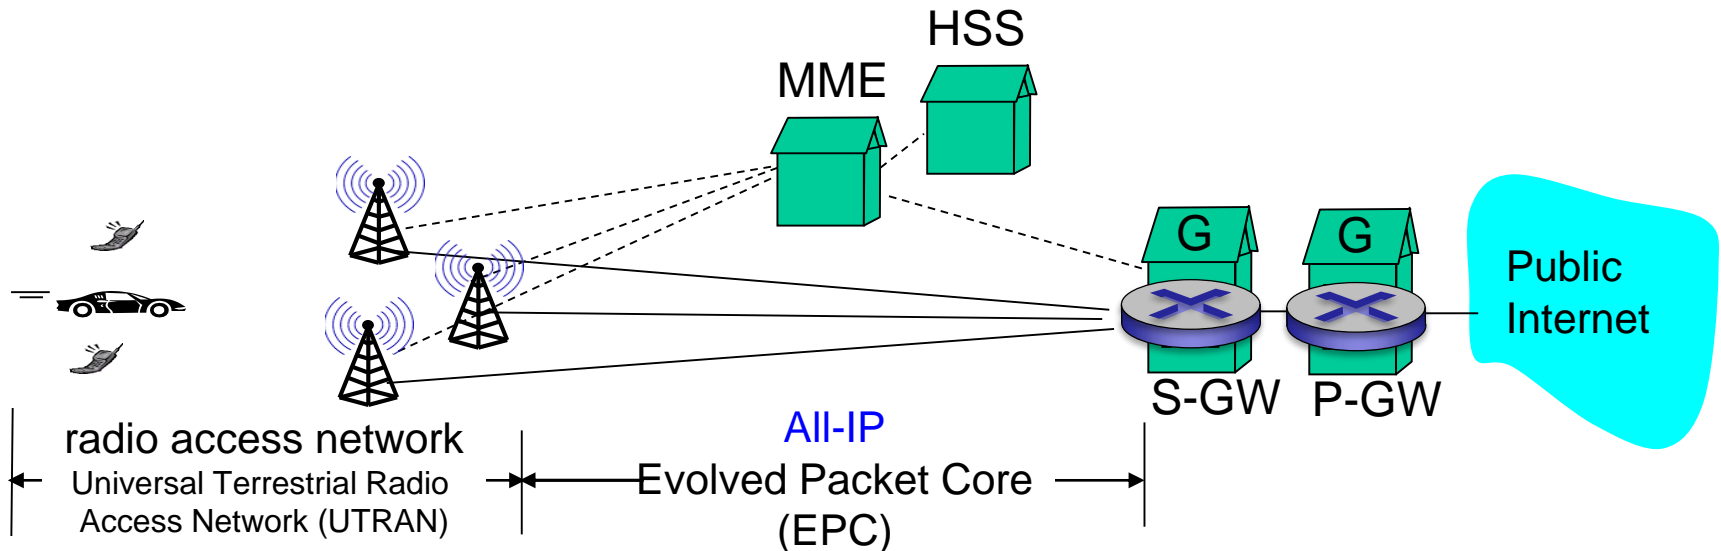 HSS
MME
G
G
Public
Internet
S-GW
P-GW
radio access network
Universal Terrestrial Radio
Access Network (UTRAN)
All-IP
Evolved Packet Core
(EPC)